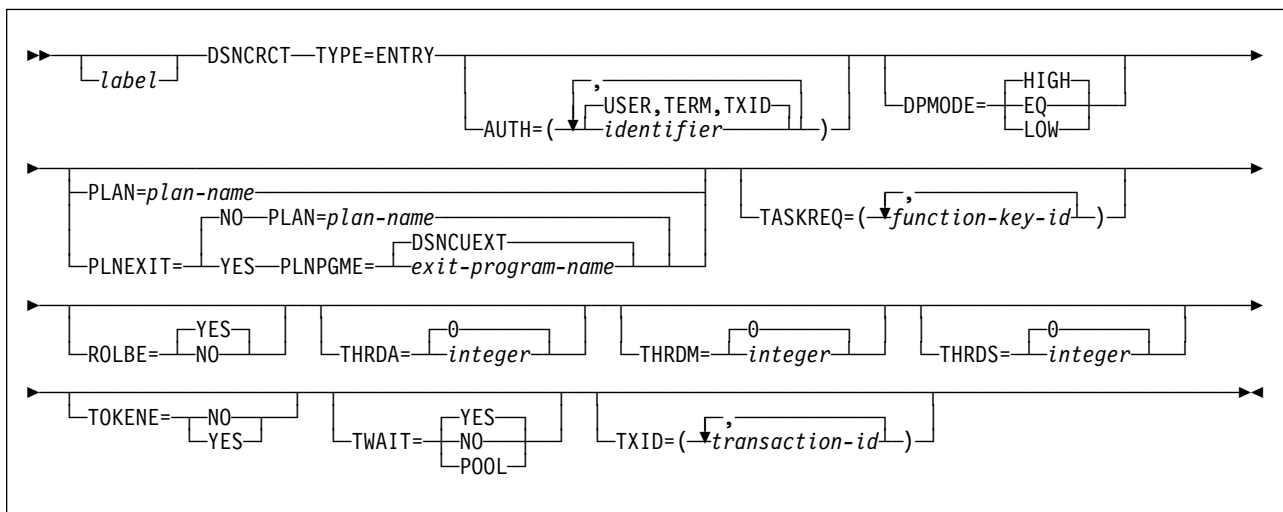 label DSNCRCT TYPE=ENTRY
AUTH=( , USER,TERM,TXID identifier )
DPMODE= HIGH EQ LOW
PLAN=plan-name
PLNEXIT= NO PLAN=plan-name
YES PLNPGME= DSNCUEXT exit-program-name
TASKREQ=( , function-key-id )
ROLBE= YES NO
THRDA= 0 integer
THRDM= 0 integer
THRDS= 0 integer
TOKENE= NO YES
TWAIT= YES NO POOL
TXID=( , transaction-id )